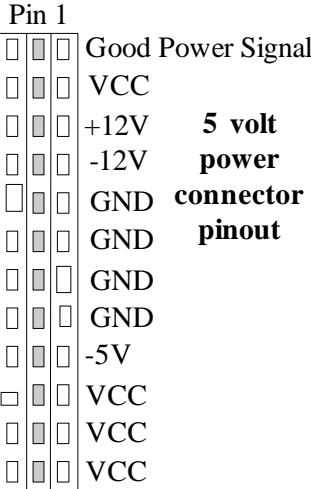 Pin 1
Good Power Signal
VCC
+12V
-12V
GND
GND
GND
GND
-5V
VCC
VCC
VCC
5 volt
power
connector
pinout